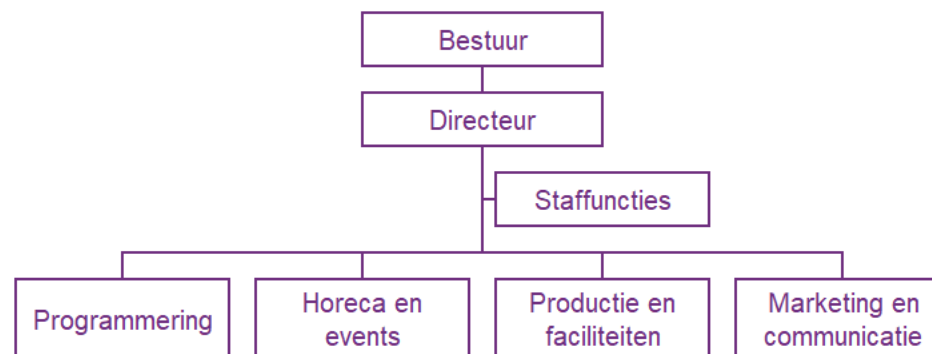 Bestuur
Directeur
Staffuncties
Programmering
Horeca en
events
Productie en
faciliteiten
Marketing en
communicatie